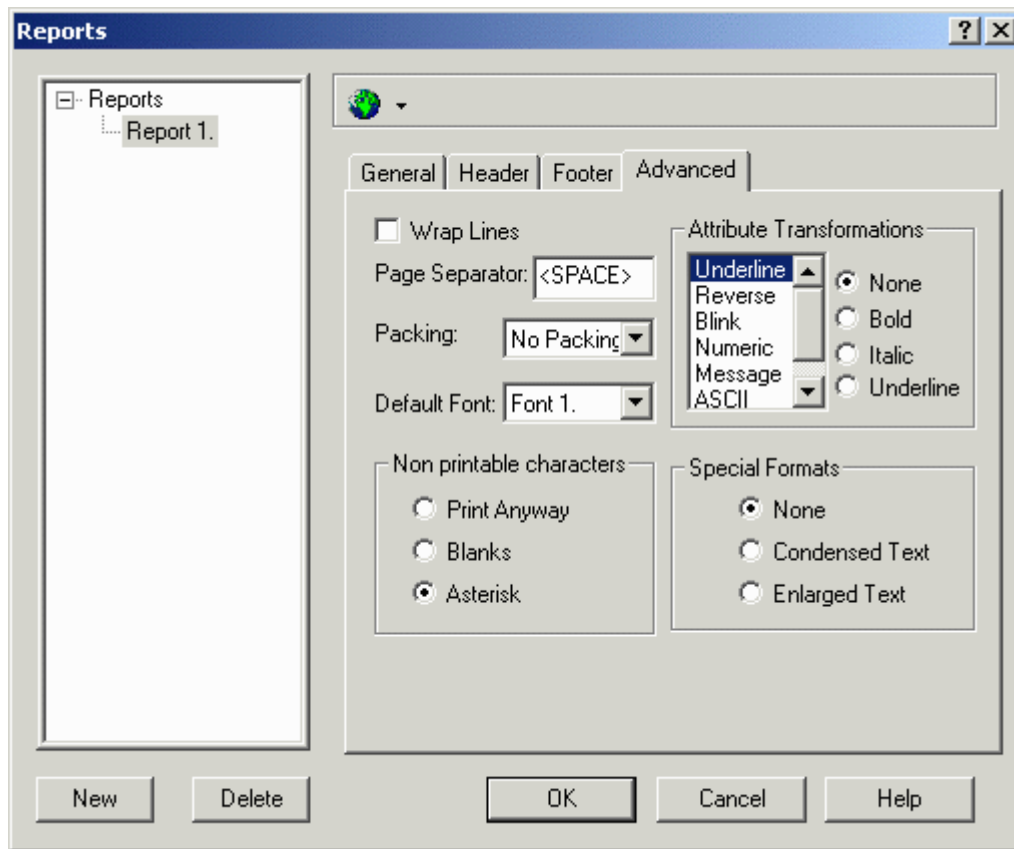 Reports
Reports
Report 1.
General Header Footer Advanced
Wrap Lines
Page Separator: <SPACE>
Packing: No Packing
Default Font: Font 1.
Non printable characters
Print Anyway
Blanks
Asterisk
Attribute Transformations
Underline
Reverse
Blink
Numeric
Message
ASCII
None
Bold
Italic
Underline
Special Formats
None
Condensed Text
Enlarged Text
New Delete OK Cancel Help